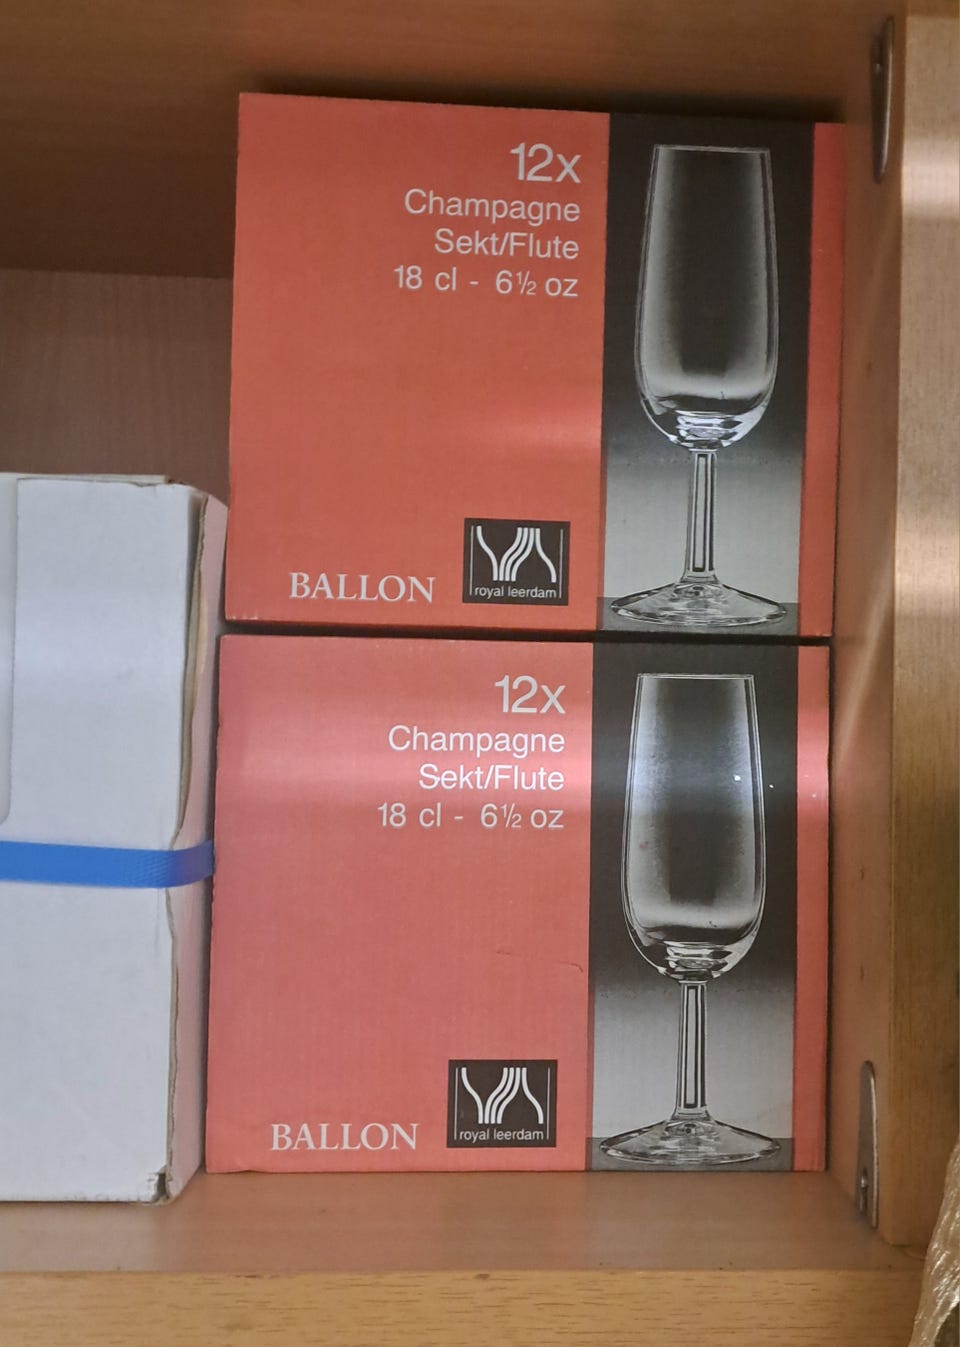 12x
Champagne
Sekt/Flute
18 cl - 6½ oz
BALLON
royal leerdam
12x
Champagne
Sekt/Flute
18 cl - 6½ oz
BALLON
royal leerdam